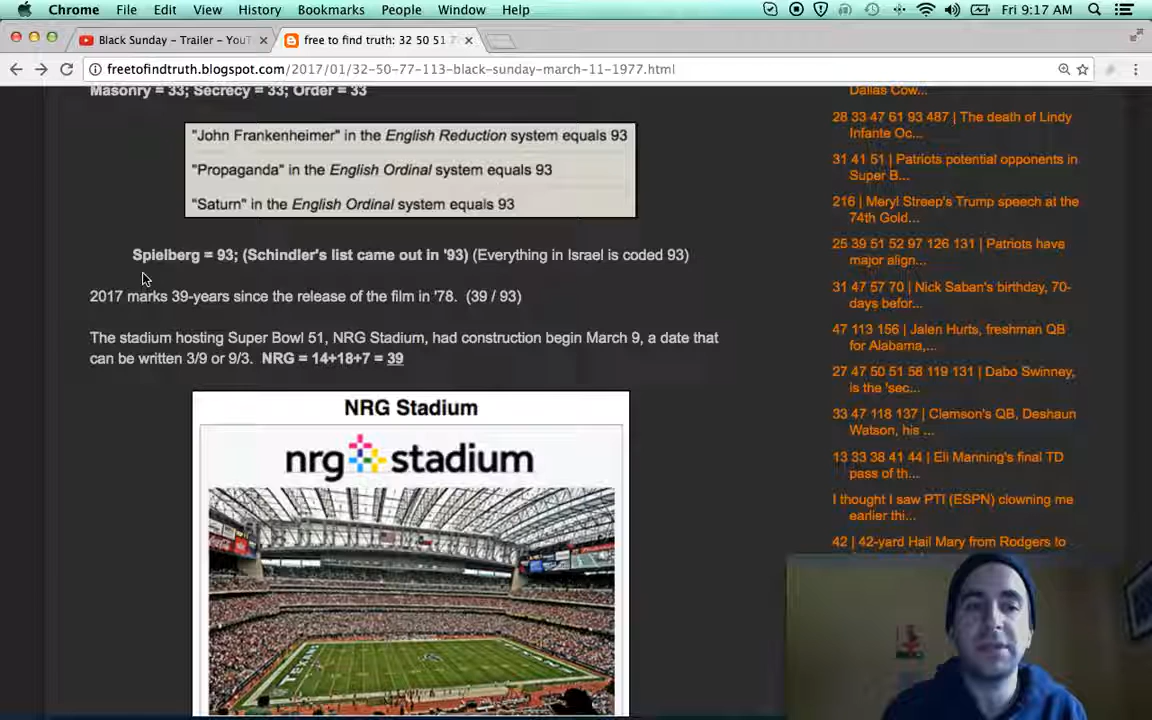 Chrome File Edit View History Bookmarks People Window Help Fri 9:17 AM
Black Sunday - Trailer - YouT
free to find truth: 32 50 51 7
freetofindtruth.blogspot.com/2017/01/32-50-77-113-black-sunday-march-11-1977.html
Masonry = 33; Secrecy = 33; Order = 33
"John Frankenheimer" in the English Reduction system equals 93
"Propaganda" in the English Ordinal system equals 93
"Saturn" in the English Ordinal system equals 93
Spielberg = 93; (Schindler's list came out in '93) (Everything in Israel is coded 93)
2017 marks 39-years since the release of the film in '78. (39 / 93)
The stadium hosting Super Bowl 51, NRG Stadium, had construction begin March 9, a date that
can be written 3/9 or 9/3. NRG = 14+18+7 = 39
NRG Stadium
nrg stadium
TEXANS
Dallas Cow...
28 33 47 61 93 487 | The death of Lindy
Infante Oc...
31 41 51 | Patriots potential opponents in
Super B...
216 | Meryl Streep's Trump speech at the
74th Gold...
25 39 51 52 97 126 131 | Patriots have
major align...
31 47 57 70 | Nick Saban's birthday, 70-
days befor...
47 113 156 | Jalen Hurts, freshman QB
for Alabama,...
27 47 50 51 58 119 131 | Dabo Swinney,
is the 'sec...
33 47 118 137 | Clemson's QB, Deshaun
Watson, his ...
13 33 38 41 44 | Eli Manning's final TD
pass of th...
I thought I saw PTI (ESPN) clowning me
earlier thi...
42 | 42-yard Hail Mary from Rodgers to